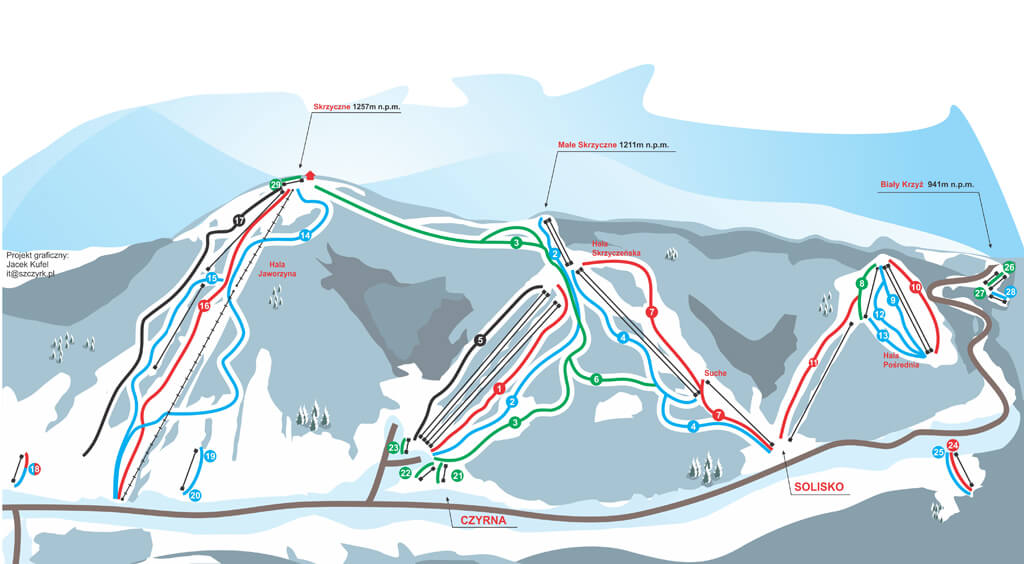 Skrzyczne 1257m n.p.m.
Małe Skrzyczne 1211m n.p.m.
Biały Krzyż 941m n.p.m.
29
17
14
3
2
Hala
Skrzyczeńska
Projekt graficzny:
Jacek Kufel
it@szczyrk.pl
Hala
Jaworzyna
15
16
26
27
28
8
9
10
12
13
7
5
4
11
Hala
Pośrednia
6
Suche
1
2
7
3
4
23
22
21
18
19
20
24
25
SOLISKO
CZYRNA